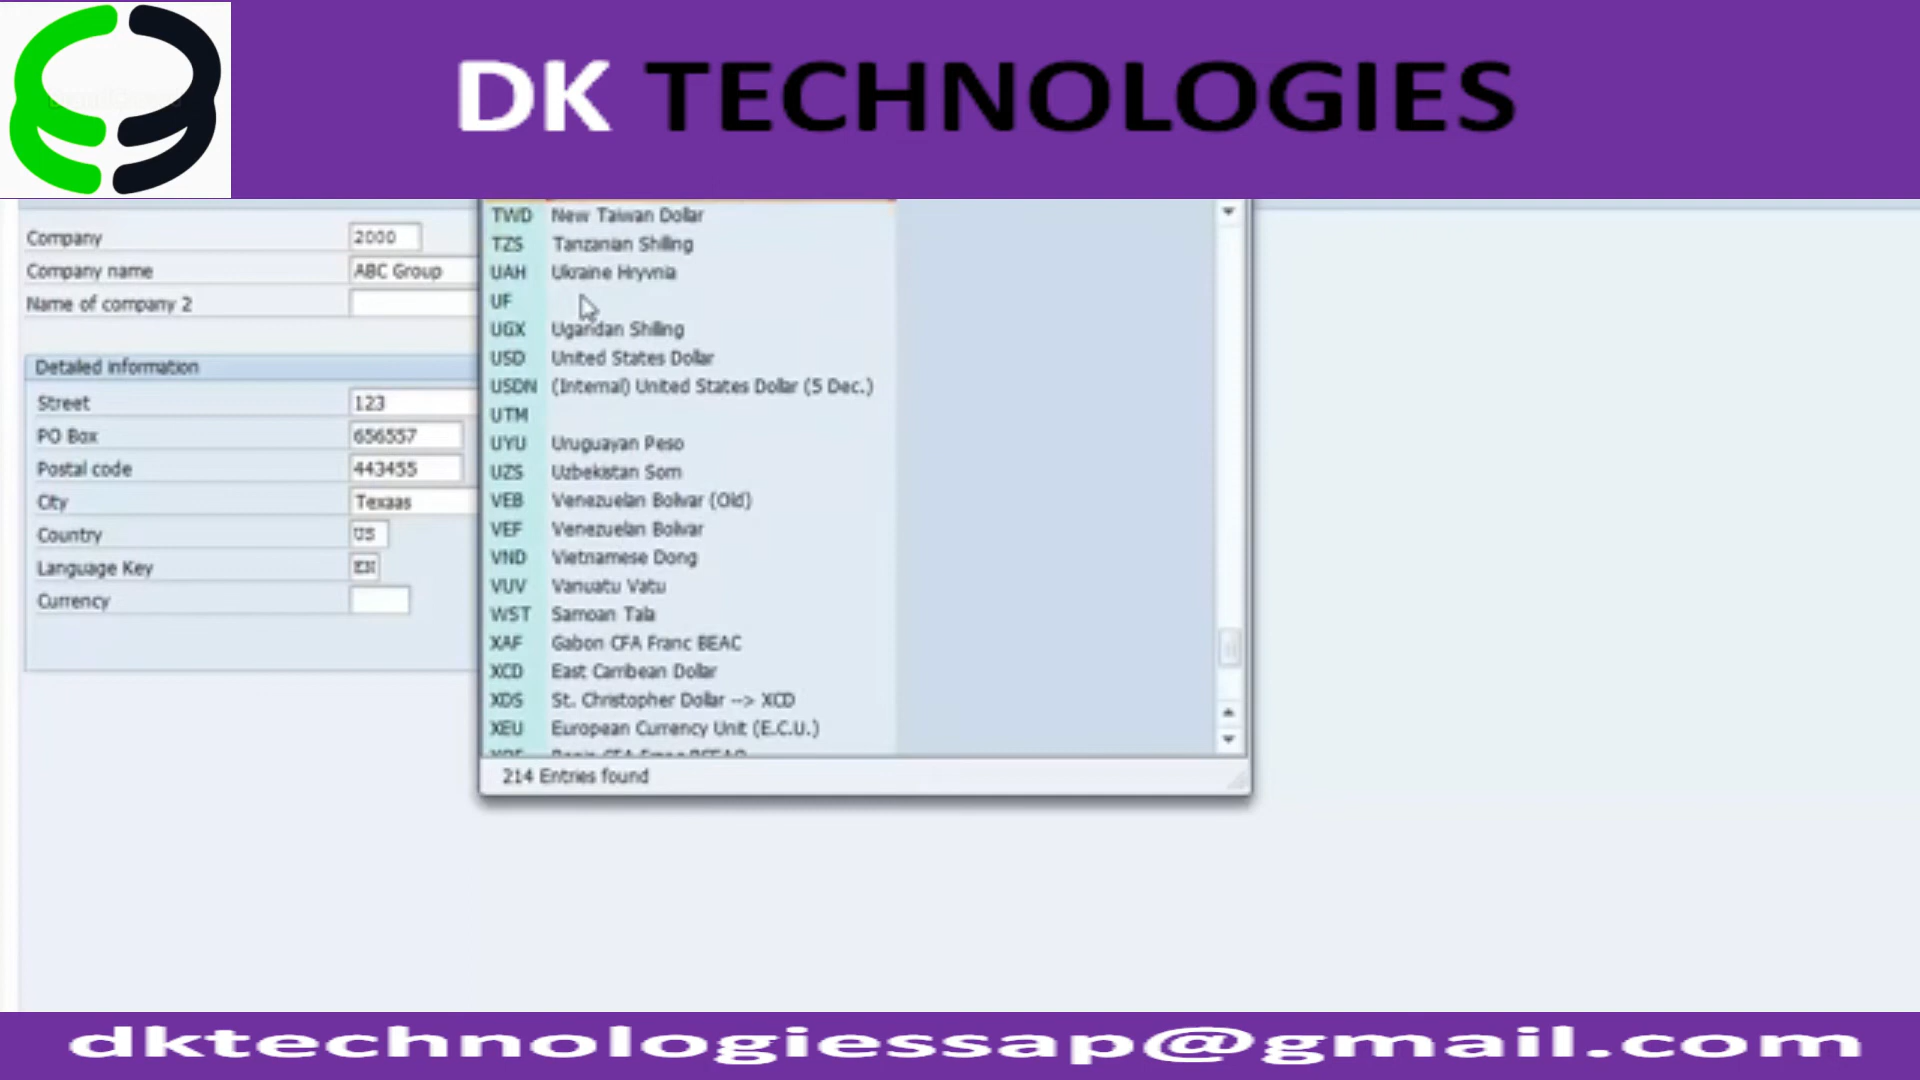 DK TECHNOLOGIES
Company 2000
Company name ABC Group
Name of company 2
Detailed information
Street 123
PO Box 656557
Postal code 443455
City Texaas
Country US
Language Key EN
Currency
TWD New Taiwan Dollar
TZS Tanzanian Shilling
UAH Ukraine Hryvnia
UF
UGX Ugandan Shilling
USD United States Dollar
USDN (Internal) United States Dollar (5 Dec.)
UTM
UYU Uruguayan Peso
UZS Uzbekistan Som
VEB Venezuelan Bolivar (Old)
VEF Venezuelan Bolivar
VND Vietnamese Dong
VUV Vanuatu Vatu
WST Samoan Tala
XAF Gabon CFA Franc BEAC
XCD East Carribean Dollar
XDS St. Christopher Dollar --> XCD
XEU European Currency Unit (E.C.U.)
214 Entries found
dktechnologiessap@gmail.com